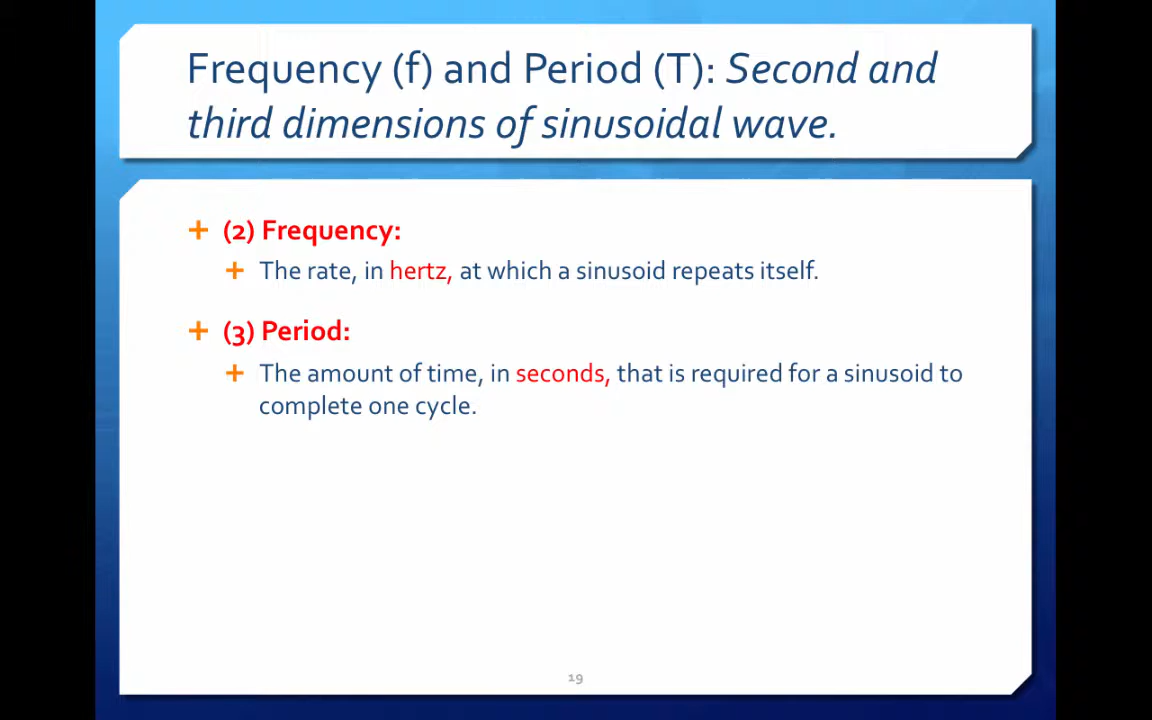 Frequency (f) and Period (T): Second and
third dimensions of sinusoidal wave.
+ (2) Frequency:
+ The rate, in hertz, at which a sinusoid repeats itself.
+ (3) Period:
+ The amount of time, in seconds, that is required for a sinusoid to
complete one cycle.
19